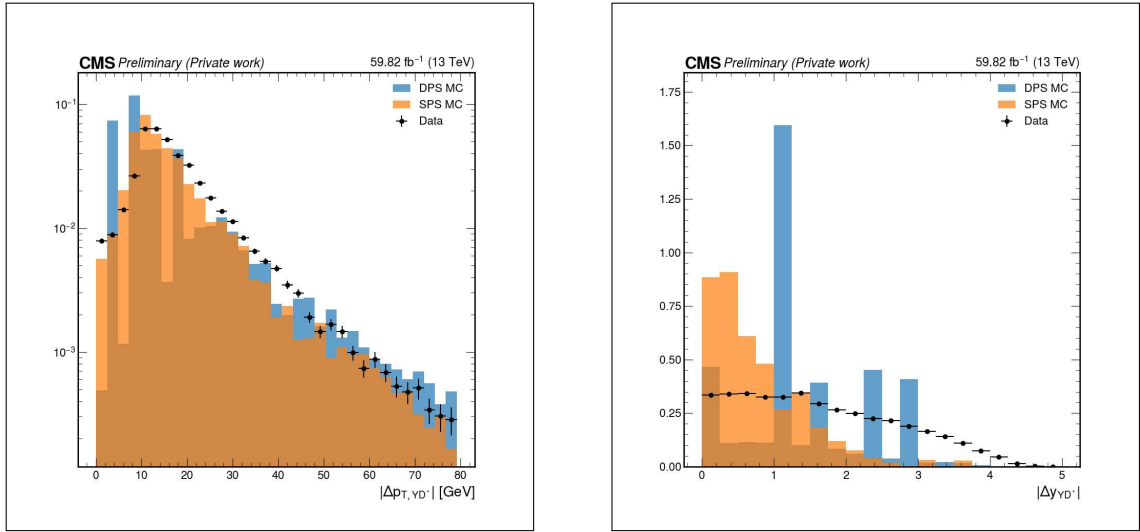 CMS Preliminary (Private work) 59.82 fb⁻¹ (13 TeV)
DPS MC
SPS MC
Data
10⁻¹
10⁻²
10⁻³
0 10 20 30 40 50 60 70 80
|Δp_{T, YD*}| [GeV]
CMS Preliminary (Private work) 59.82 fb⁻¹ (13 TeV)
DPS MC
SPS MC
Data
1.75
1.50
1.25
1.00
0.75
0.50
0.25
0.00
0 1 2 3 4 5
|Δy_{YD*}|